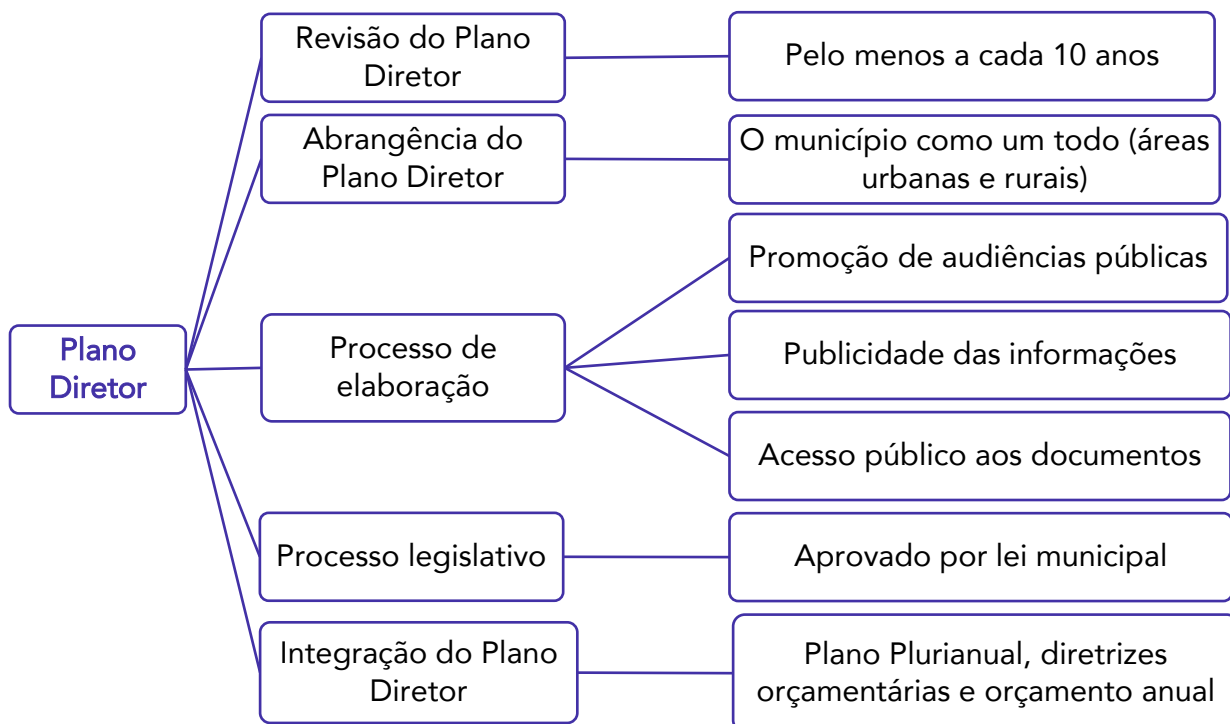 Plano
Diretor
Revisão do Plano
Diretor
Pelo menos a cada 10 anos
Abrangência do
Plano Diretor
O município como um todo (áreas
urbanas e rurais)
Processo de
elaboração
Promoção de audiências públicas
Publicidade das informações
Acesso público aos documentos
Processo legislativo
Aprovado por lei municipal
Integração do Plano
Diretor
Plano Plurianual, diretrizes
orçamentárias e orçamento anual